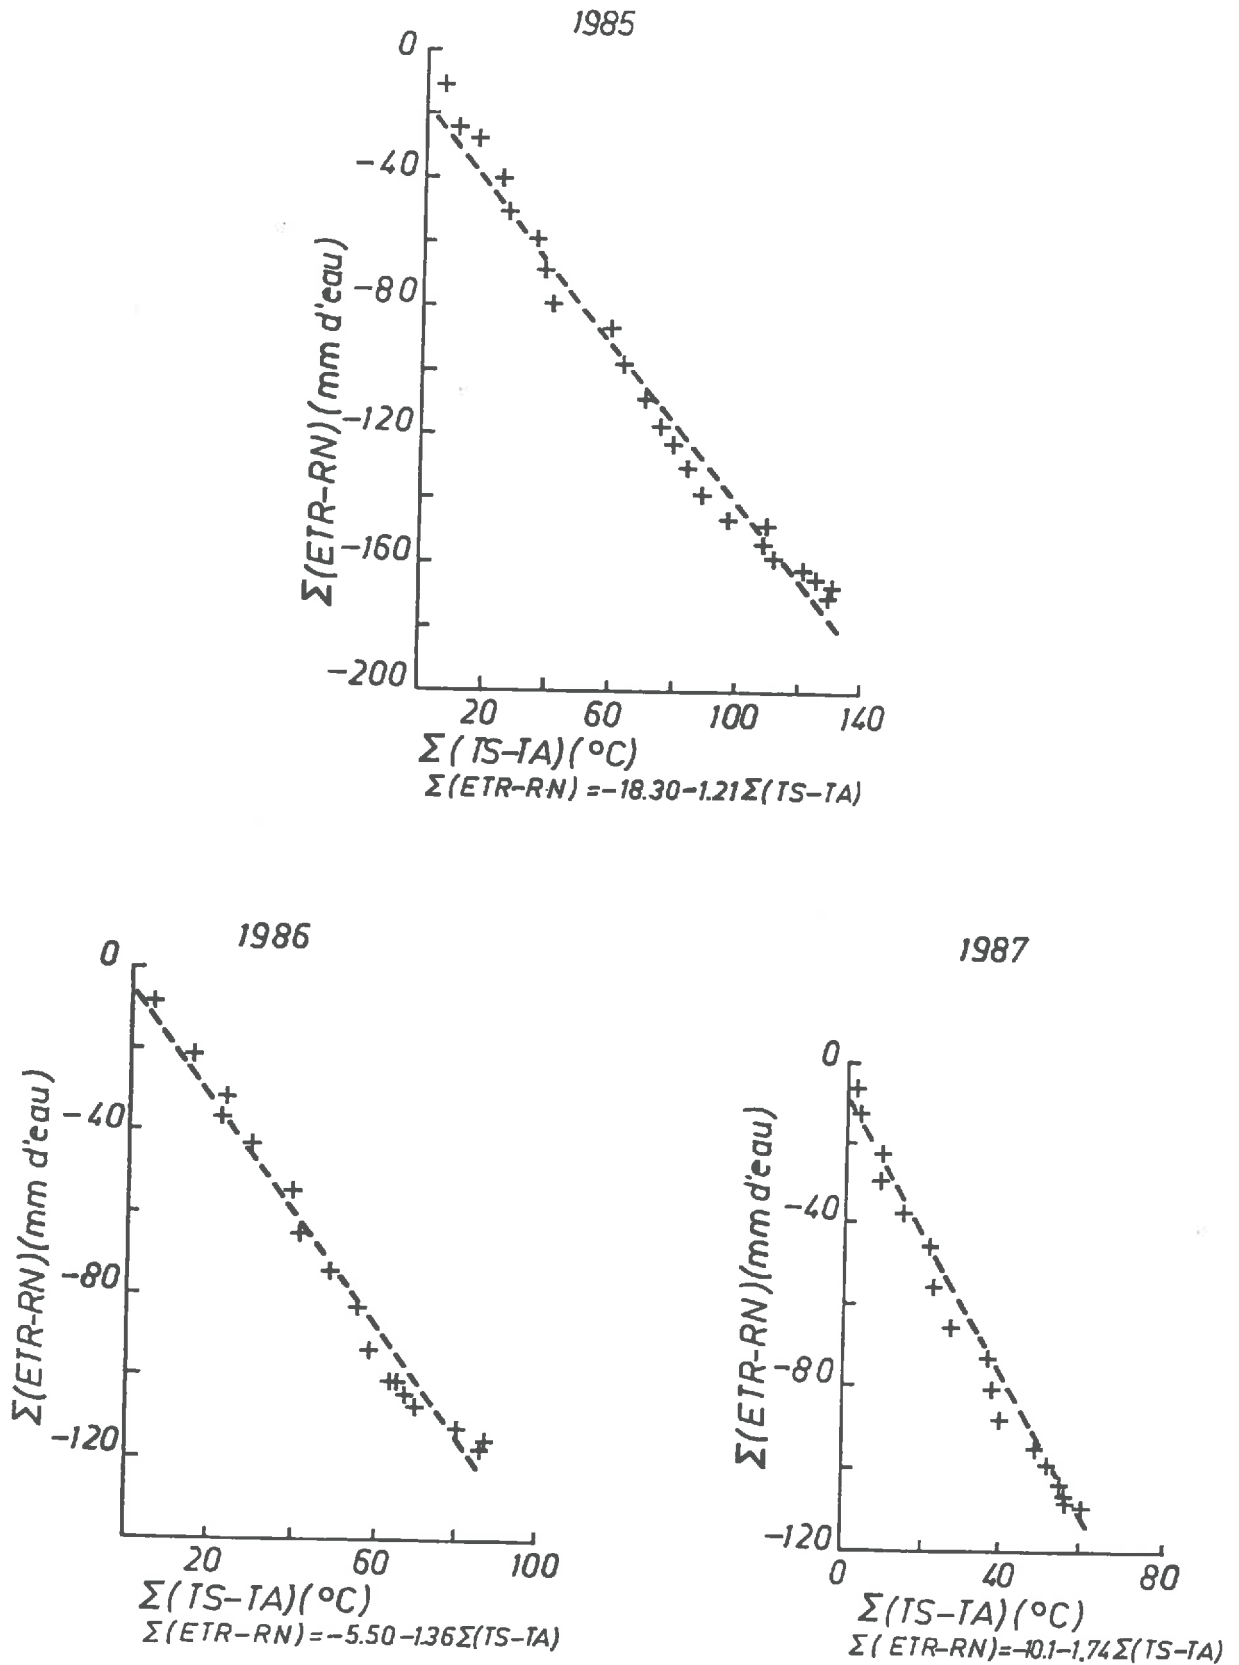 1985
0
-40
-80
-120
-160
-200
Σ(ETR-RN)(mm d'eau)
20 60 100 140
Σ(TS-TA)(°C)
Σ(ETR-RN)=-18.30-1.21Σ(TS-TA)
1986
0
-40
-80
-120
Σ(ETR-RN)(mm d'eau)
20 60 100
Σ(TS-TA)(°C)
Σ(ETR-RN)=-5.50-1.36Σ(TS-TA)
1987
0
-40
-80
-120
Σ(ETR-RN)(mm d'eau)
0 40 80
Σ(TS-TA)(°C)
Σ(ETR-RN)=-10.1-1.74Σ(TS-TA)